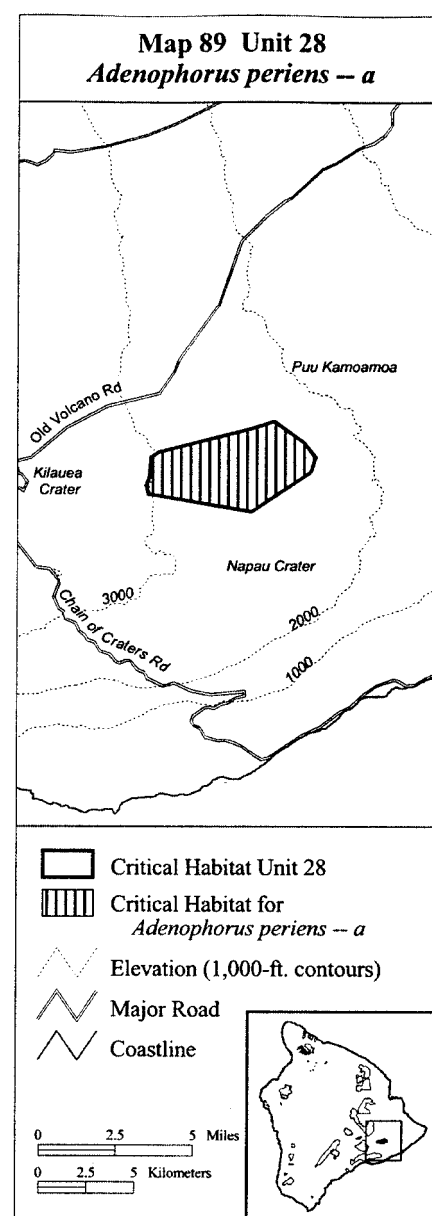 Map 89 Unit 28
Adenophorus periens -- a
Puu Kamoamoa
Old Volcano Rd
Kilauea
Crater
Napau Crater
3000
Chain of Craters Rd
2000
1000
Critical Habitat Unit 28
Critical Habitat for
Adenophorus periens -- a
Elevation (1,000-ft. contours)
Major Road
Coastline
0 2.5 5 Miles
0 2.5 5 Kilometers